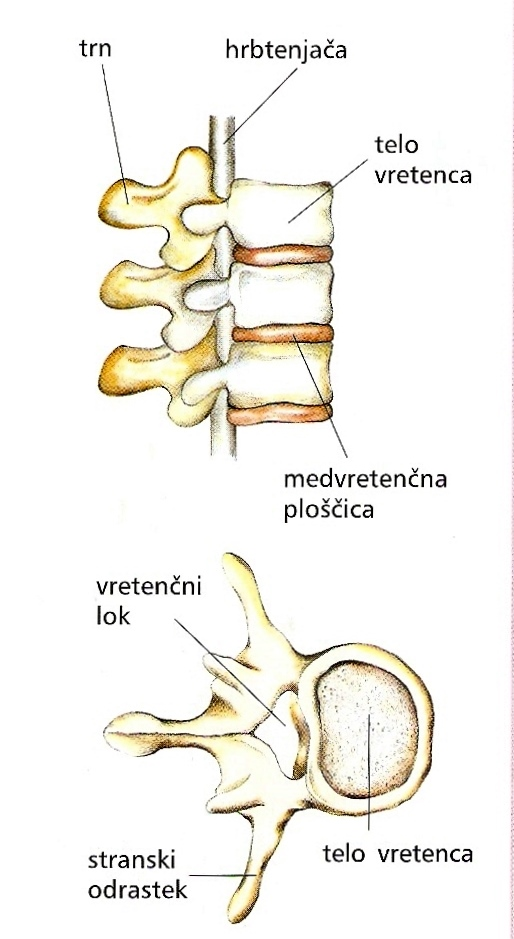 trn
hrbtenjača
telo
vretenca
medvretenčna
ploščica
vretenčni
lok
telo vretenca
stranski
odrastek